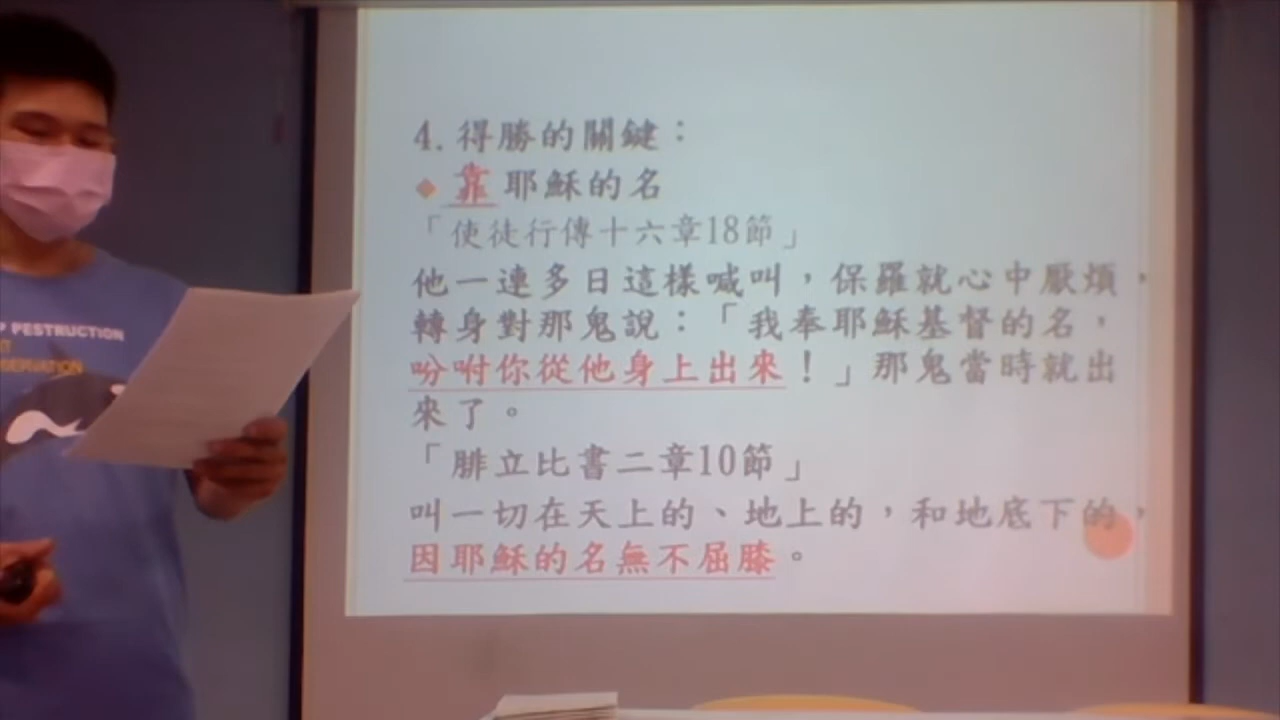 4.得勝的關鍵：
靠 耶穌的名
「使徒行傳十六章18節」
他一連多日這樣喊叫，保羅就心中厭煩，
轉身對那鬼說：「我奉耶穌基督的名，
吩咐你從他身上出來！」那鬼當時就出
來了。
「腓立比書二章10節」
叫一切在天上的、地上的，和地底下的，
因耶穌的名無不屈膝。
P PESTRUCTION